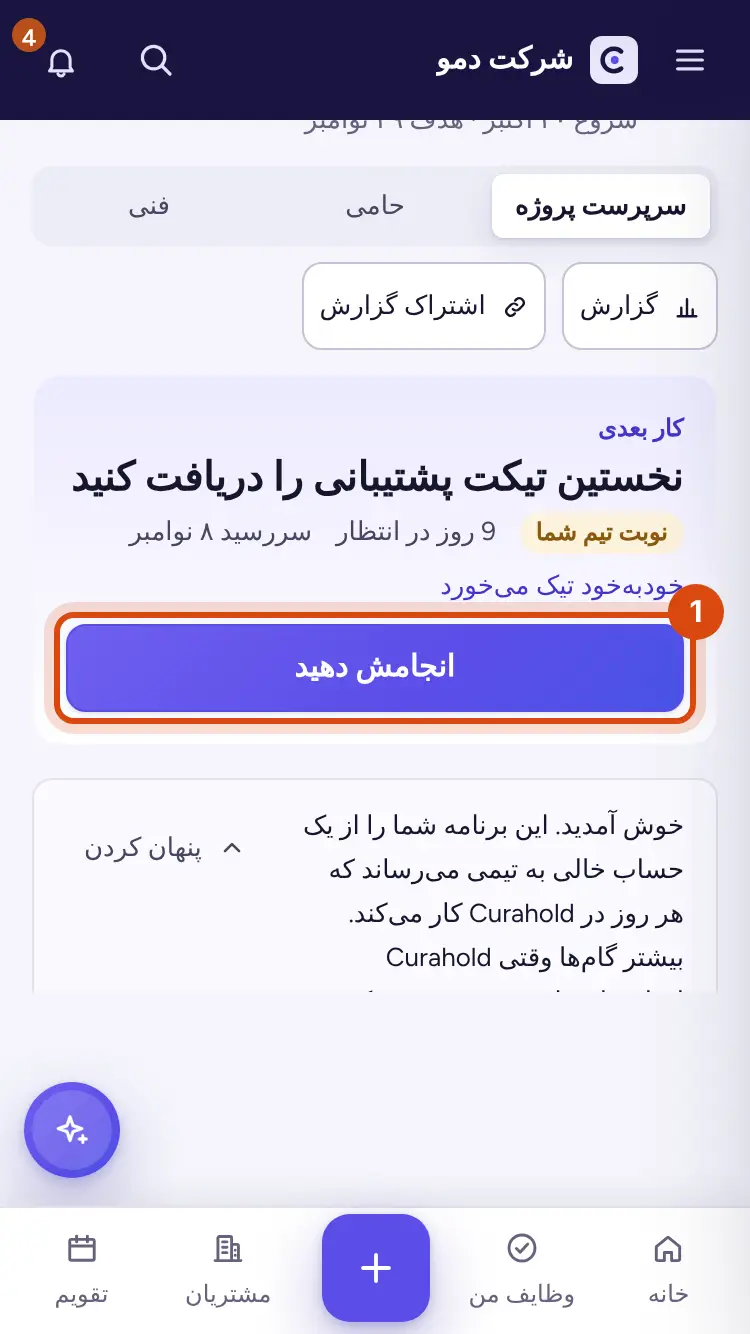 شرکت دمو
4
سرپرست پروژه
حامی
فنی
گزارش
اشتراک گزارش
کار بعدی
نخستین تیکت پشتیبانی را دریافت کنید
نوبت تیم شما
9 روز در انتظار
سررسید ۸ نوامبر
خودبه‌خود تیک می‌خورد
1
انجامش دهید
خوش آمدید. این برنامه شما را از یک
حساب خالی به تیمی می‌رساند که
هر روز در Curahold کار می‌کند.
بیشتر گام‌ها وقتی Curahold
پنهان کردن
خانه
وظایف من
مشتریان
تقویم